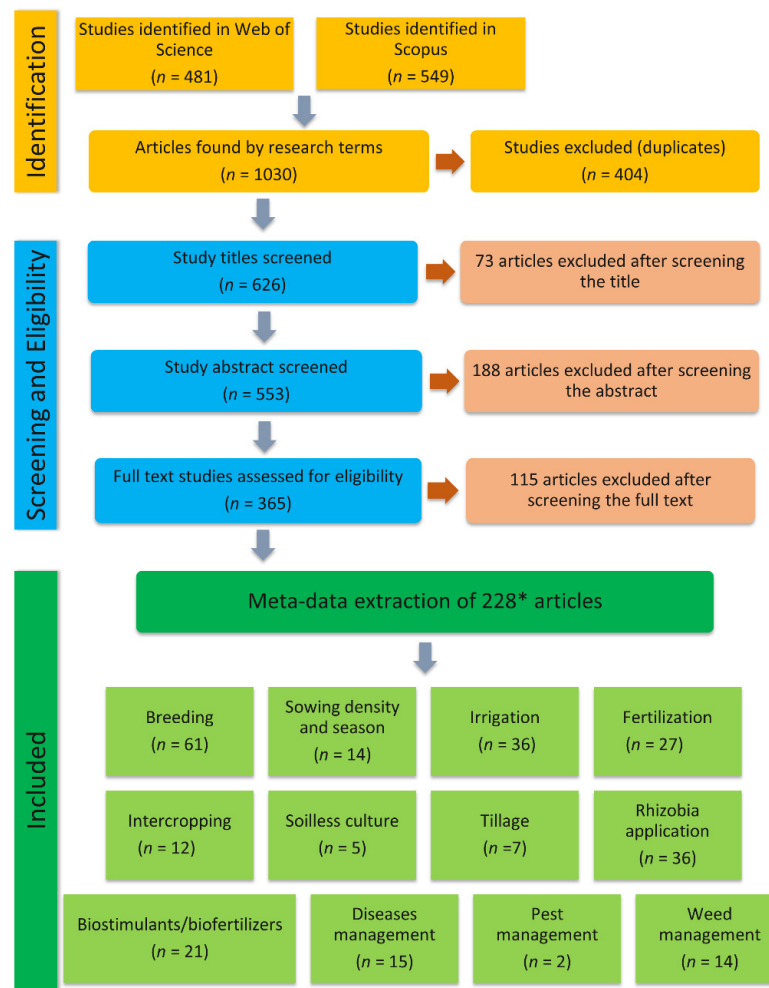 Identification
Studies identified in Web of
Science
(n = 481)
Studies identified in
Scopus
(n = 549)
Articles found by research terms
(n = 1030)
Studies excluded (duplicates)
(n = 404)
Screening and Eligibility
Study titles screened
(n = 626)
73 articles excluded after screening
the title
Study abstract screened
(n = 553)
188 articles excluded after screening
the abstract
Full text studies assessed for eligibility
(n = 365)
115 articles excluded after
screening the full text
Included
Meta-data extraction of 228* articles
Breeding
(n = 61)
Sowing density
and season
(n = 14)
Irrigation
(n = 36)
Fertilization
(n = 27)
Intercropping
(n = 12)
Soilless culture
(n = 5)
Tillage
(n =7)
Rhizobia
application
(n = 36)
Biostimulants/biofertilizers
(n = 21)
Diseases
management
(n = 15)
Pest
management
(n = 2)
Weed
management
(n = 14)